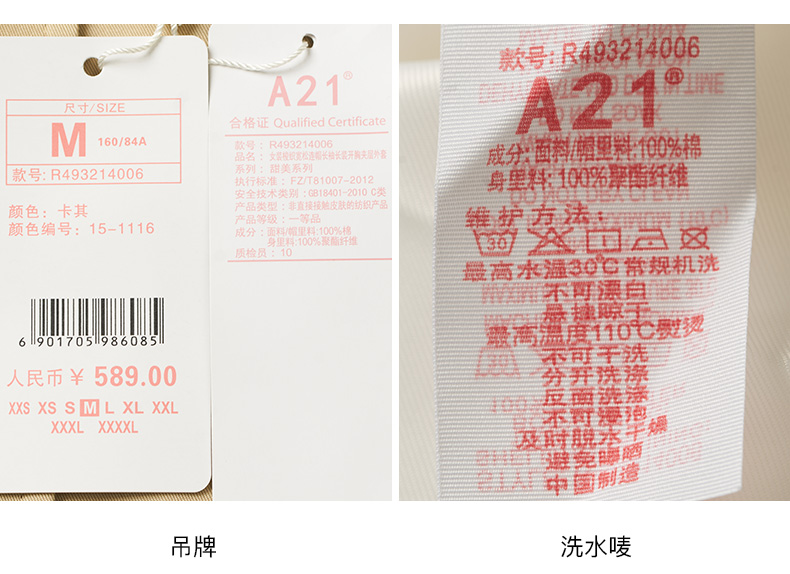 尺寸/SIZE
M 160/84A
款号: R493214006
颜色: 卡其
颜色编号: 15-1116
6 901705 986085
人民币 ¥ 589.00
XXS XS S M L XL XXL
XXXL XXXXL
A21®
合格证 Qualified Certificate
款号: R493214006
系列: 甜美系列
执行标准: FZ/T81007-2012
安全技术类别: GB18401-2010 C类
产品类型: 非直接接触皮肤的纺织产品
产品等级: 一等品
成分: 面料/帽里料:100%棉
身里料:100%聚酯纤维
质检员: 10
款号: R493214006
A21®
成分: 面料/帽里料:100%棉
身里料: 100%聚酯纤维
维护方法:
30
最高水温30℃常规机洗
不可漂白
悬挂晾干
最高温度110℃熨烫
不可干洗
分开洗涤
反面洗涤
不可浸泡
及时脱水干燥
避免曝晒
中国制造
吊牌
洗水唛